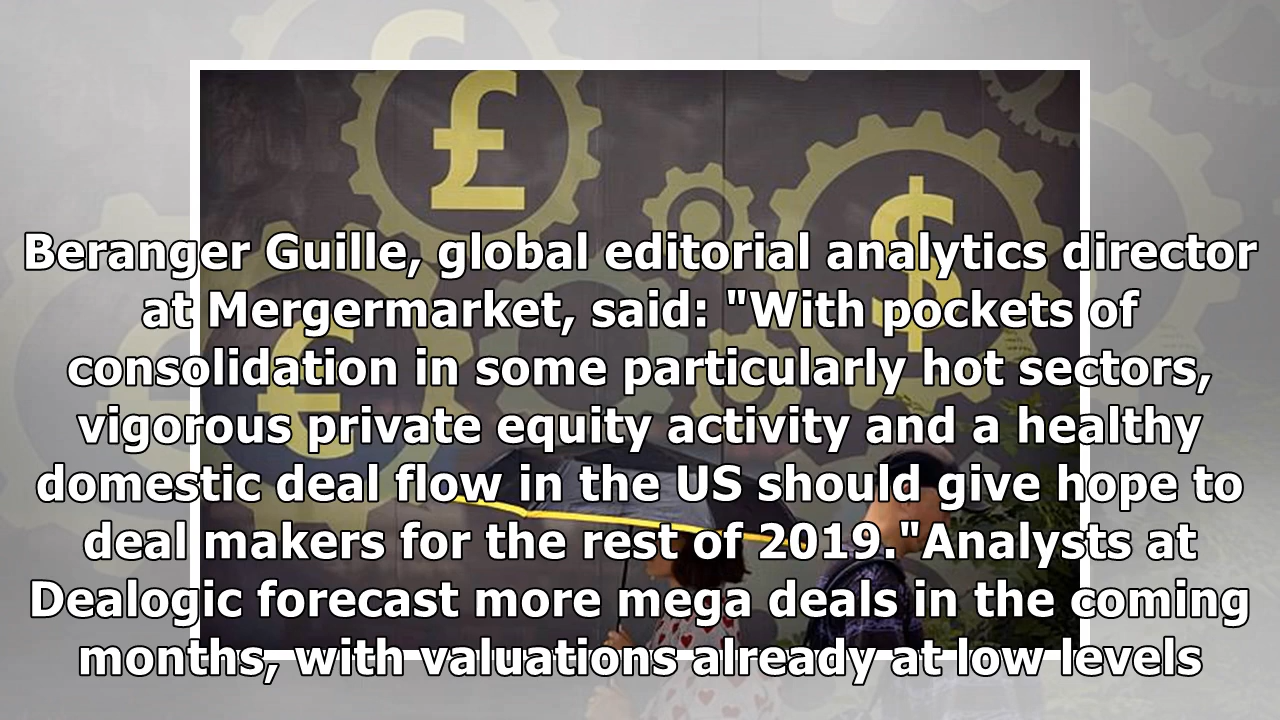 £
$
€
Beranger Guille, global editorial analytics director
at Mergermarket, said: "With pockets of
consolidation in some particularly hot sectors,
vigorous private equity activity and a healthy
domestic deal flow in the US should give hope to
deal makers for the rest of 2019."Analysts at
Dealogic forecast more mega deals in the coming
months, with valuations already at low levels